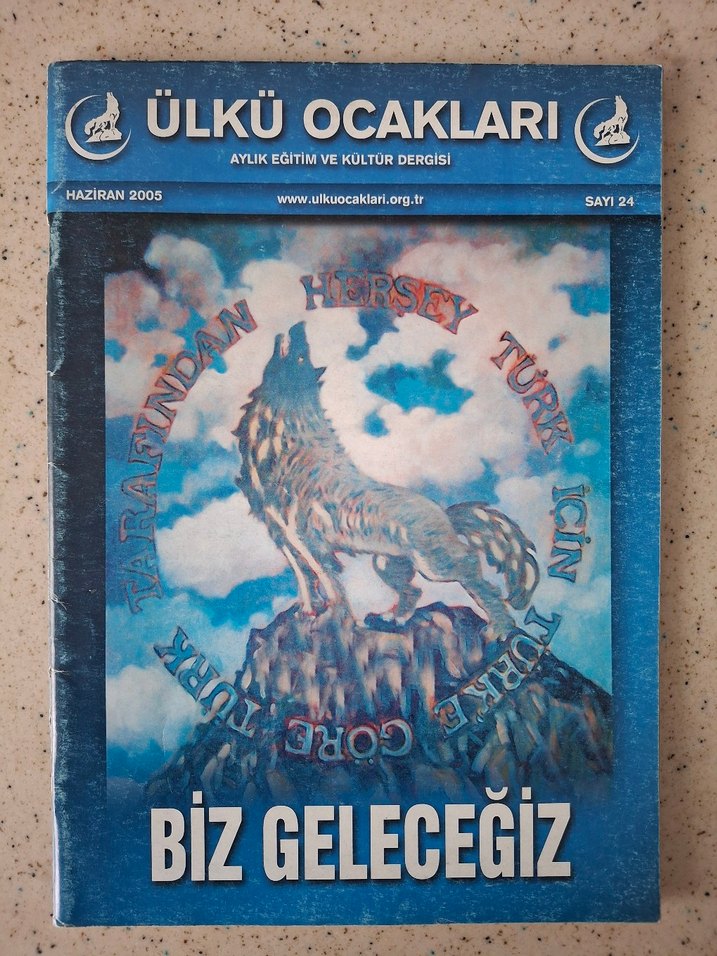 ÜLKÜ OCAKLARI
AYLIK EĞİTİM VE KÜLTÜR DERGİSİ
HAZİRAN 2005
www.ulkuocaklari.org.tr
SAYI 24
HERŞEY TÜRK İÇİN TÜRK'E GÖRE TÜRK TARAFINDAN
BİZ GELECEĞİZ